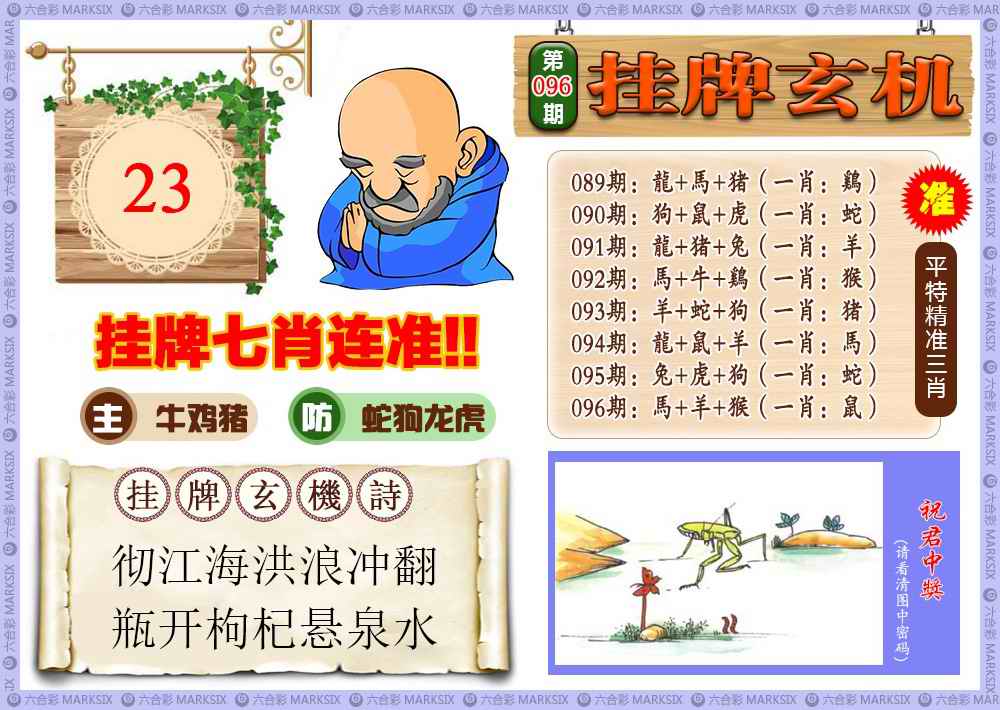 六合彩 MARKSIX
第096期
挂牌玄机
23
挂牌七肖连准!!
主 牛鸡猪
防 蛇狗龙虎
挂牌玄機詩
彻江海洪浪冲翻
瓶开枸杞悬泉水
089期：龍+馬+猪（一肖：鷄）
090期：狗+鼠+虎（一肖：蛇）
091期：龍+猪+兔（一肖：羊）
092期：馬+牛+鷄（一肖：猴）
093期：羊+蛇+狗（一肖：猪）
094期：龍+鼠+羊（一肖：馬）
095期：兔+虎+狗（一肖：蛇）
096期：馬+羊+猴（一肖：鼠）
准
平特精准三肖
祝君中獎
（请看清图中密码）